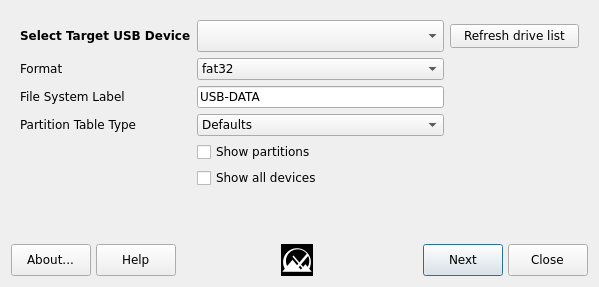 Select Target USB Device
Refresh drive list
Format fat32
File System Label USB-DATA
Partition Table Type Defaults
Show partitions
Show all devices
About... Help Next Close